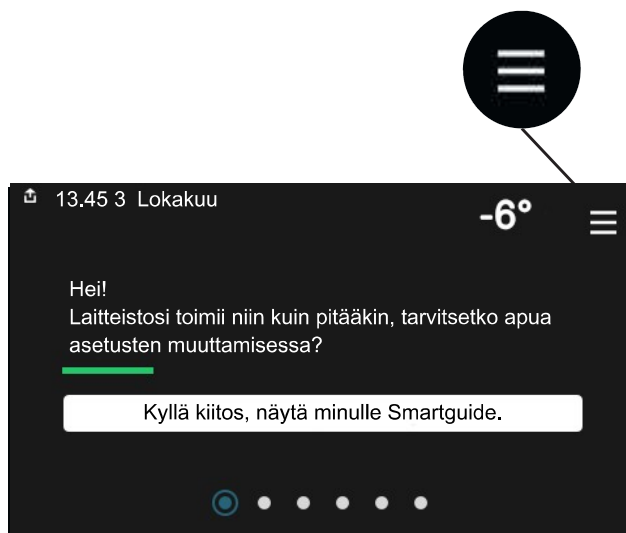 13.45 3 Lokakuu
-6°
Hei!
Laitteistosi toimii niin kuin pitääkin, tarvitsetko apua
asetusten muuttamisessa?
Kyllä kiitos, näytä minulle Smartguide.